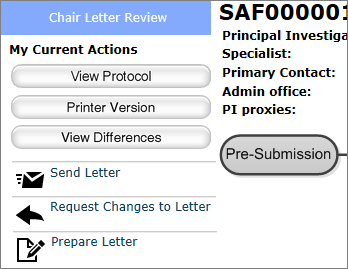 Chair Letter Review
My Current Actions
View Protocol
Printer Version
View Differences
Send Letter
Request Changes to Letter
Prepare Letter
SAF000001
Principal Investiga
Specialist:
Primary Contact:
Admin office:
PI proxies:
Pre-Submission